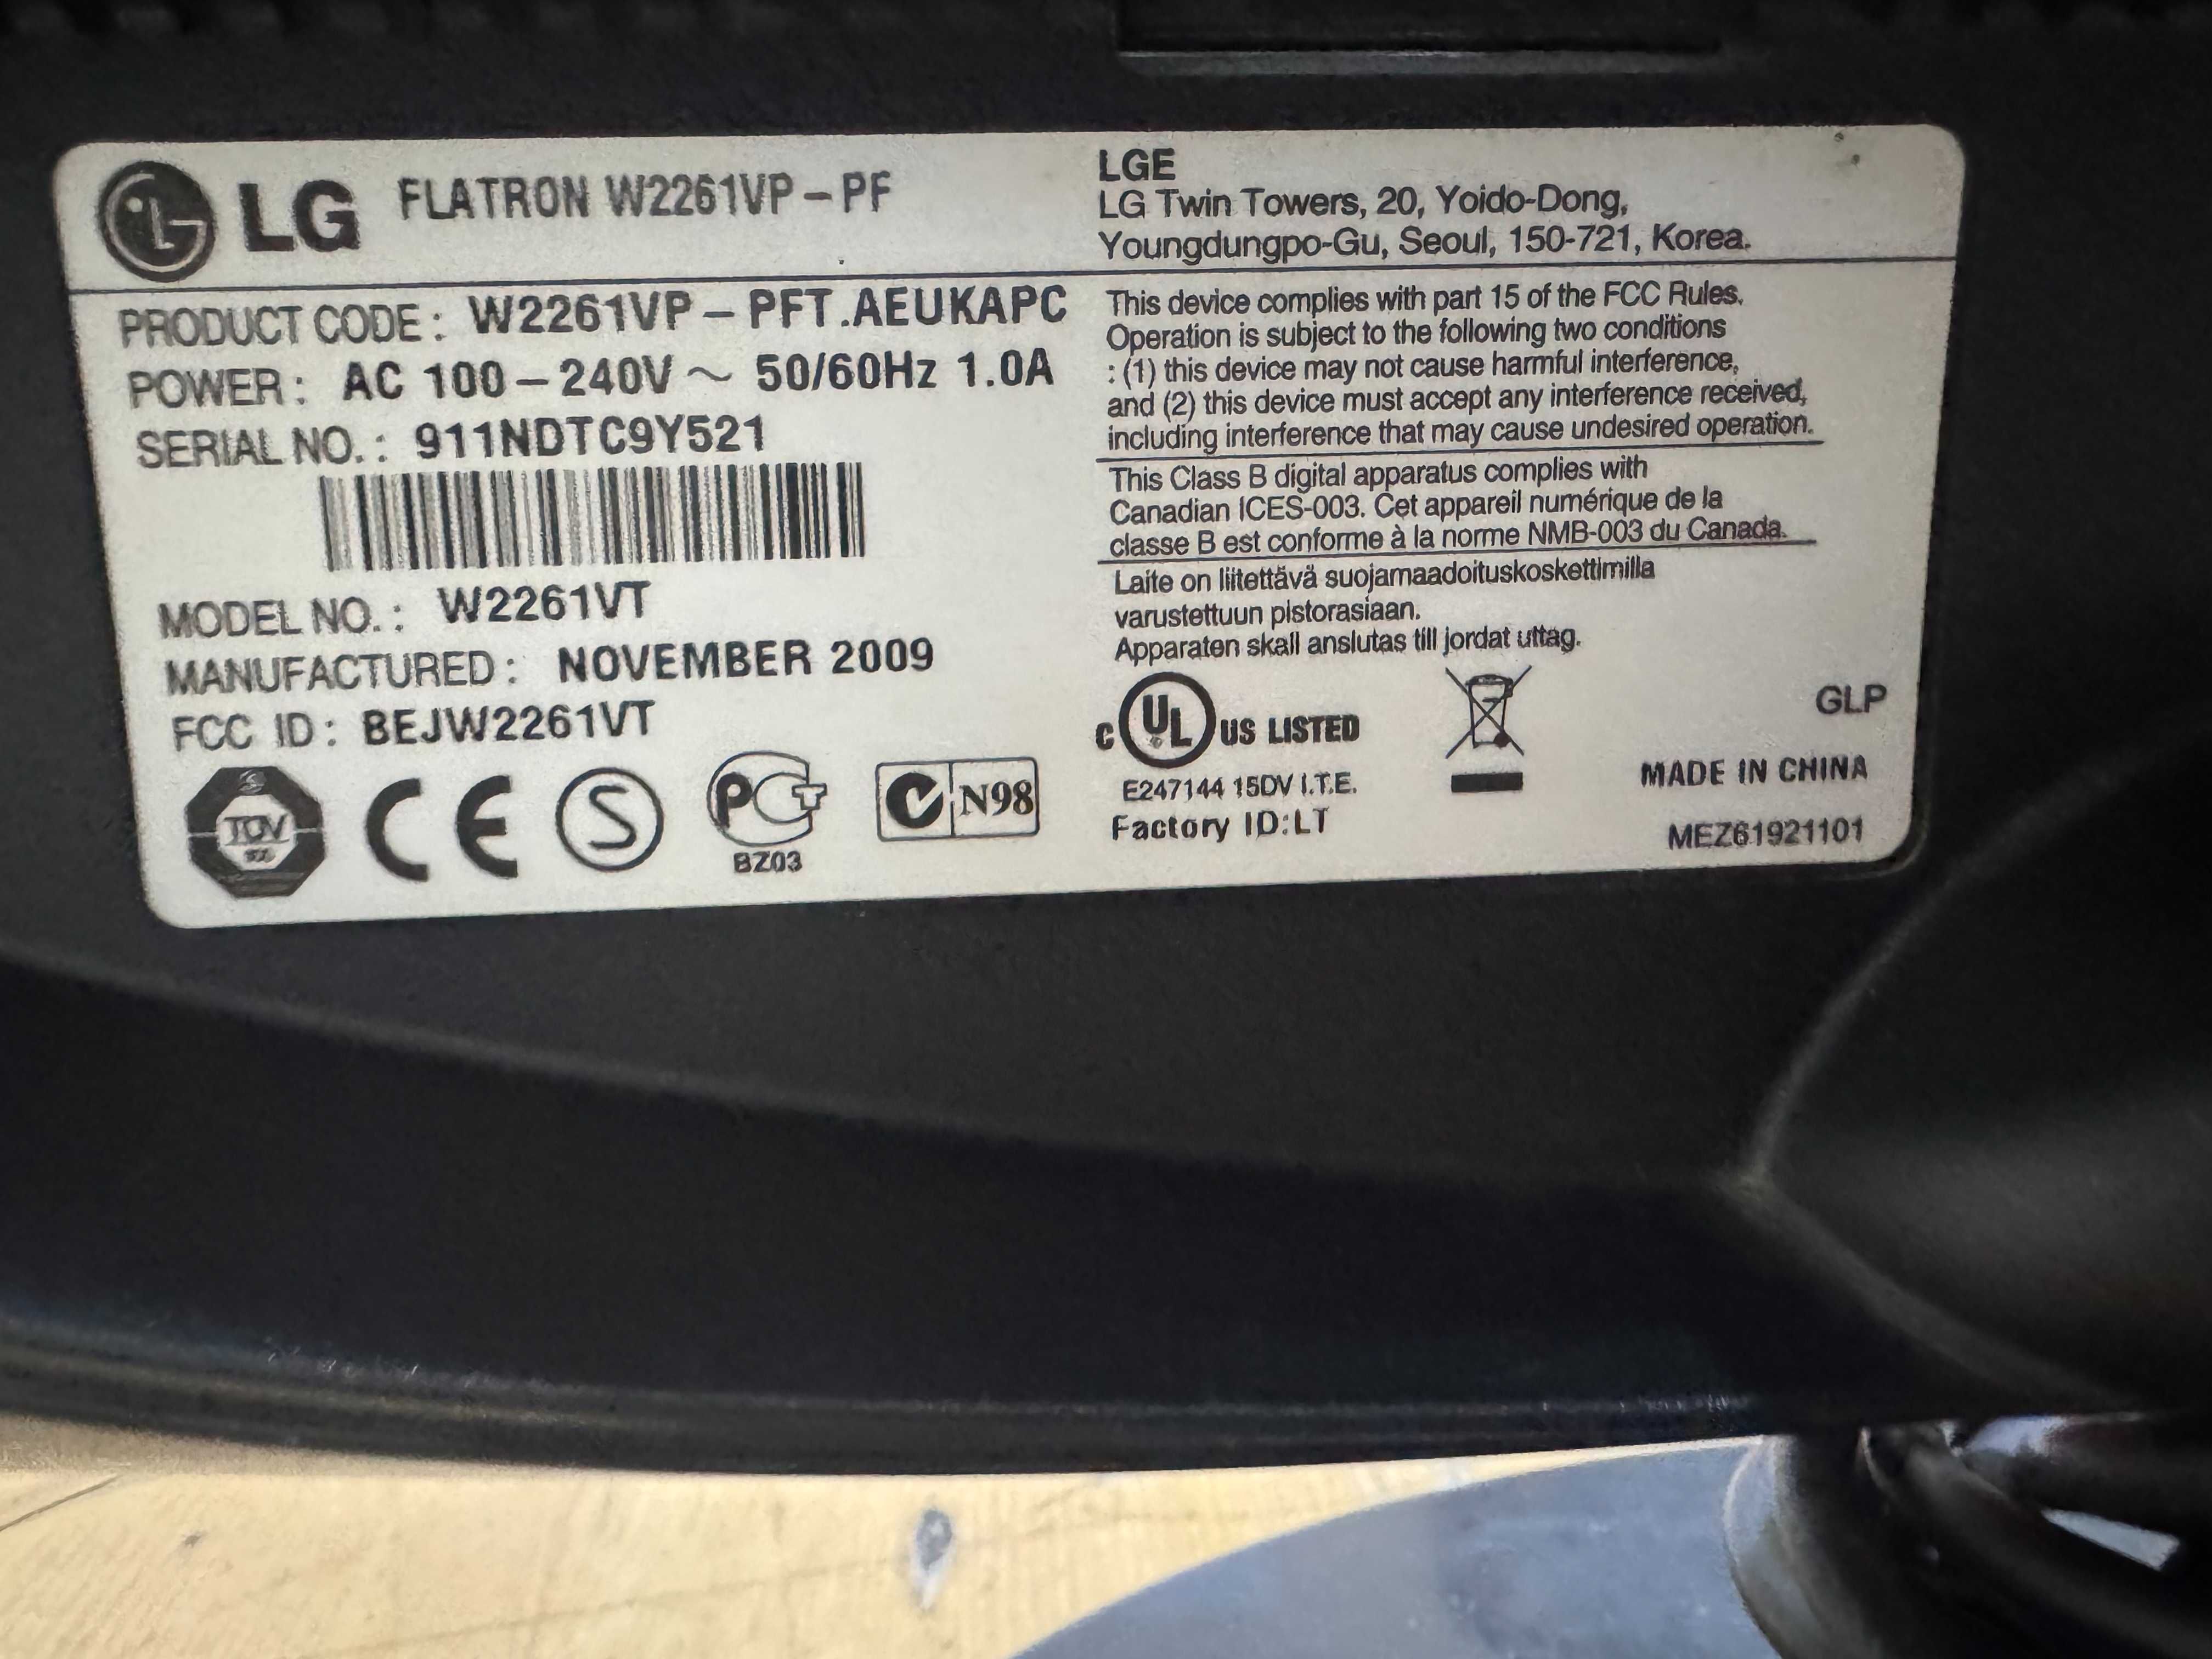 LG FLATRON W2261VP-PF
PRODUCT CODE: W2261VP-PFT.AEUKAPC
POWER: AC 100-240V ~ 50/60Hz 1.0A
SERIAL NO.: 911NDTC9Y521
MODEL NO.: W2261VT
MANUFACTURED: NOVEMBER 2009
FCC ID: BEJW2261VT
TÜV
CE
S
PCT
BZ03
N98
LGE
LG Twin Towers, 20, Yoido-Dong,
Youngdungpo-Gu, Seoul, 150-721, Korea.
This device complies with part 15 of the FCC Rules.
Operation is subject to the following two conditions
: (1) this device may not cause harmful interference,
and (2) this device must accept any interference received,
including interference that may cause undesired operation.
This Class B digital apparatus complies with
Canadian ICES-003. Cet appareil numérique de la
classe B est conforme à la norme NMB-003 du Canada.
Laite on liitettävä suojamaadoituskoskettimilla
varustettuun pistorasiaan.
Apparaten skall anslutas till jordat uttag.
c UL US LISTED
E247144 15DV I.T.E.
Factory ID:LT
GLP
MADE IN CHINA
MEZ61921101